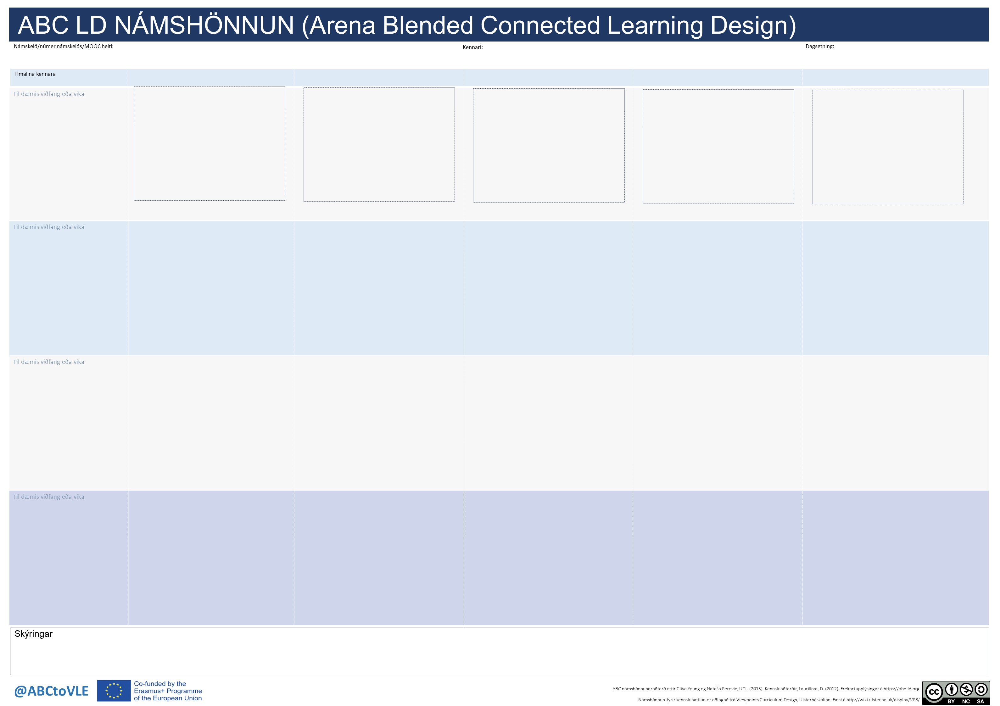 ABC LD NÁMSHÖNNUN (Arena Blended Connected Learning Design)
Námskeið/númer námskeiðs/MOOC heiti:
Kennari:
Dagsetning:
Tímalína kennara
Til dæmis viðfang eða vika
Til dæmis viðfang eða vika
Til dæmis viðfang eða vika
Til dæmis viðfang eða vika
Skýringar
@ABCtoVLE
Co-funded by the
Erasmus+ Programme
of the European Union
ABC námshönnunaraðferð eftir Clive Young og Nataša Perović, UCL. (2015). Kennsluaðferðir, Laurillard, D. (2012). Frekari upplýsingar á https://abc-ld.org
Námshönnun fyrir kennsluáætlun er aðlagað frá Viewpoints Curriculum Design, Ulsterháskólinn. Fæst á http://wiki.ulster.ac.uk/display/VPR/
cc
BY NC SA